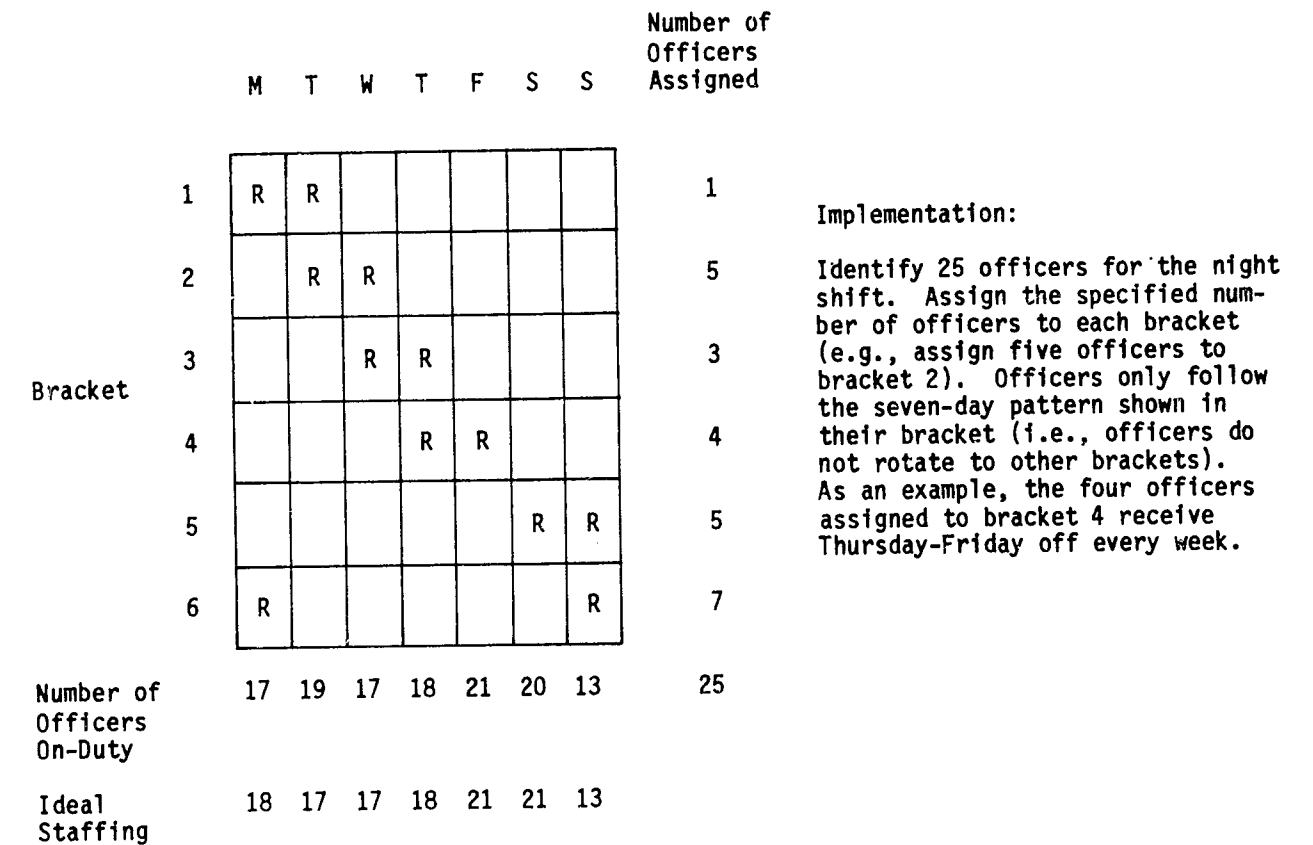 Number of
Officers
Assigned
M T W T F S S
1 R R 1
2 R R 5
3 R R 3
Bracket
4 R R 4
5 R R 5
6 R R 7
Number of
Officers
On-Duty
17 19 17 18 21 20 13 25
Ideal
Staffing
18 17 17 18 21 21 13
Implementation:
Identify 25 officers for the night
shift. Assign the specified num-
ber of officers to each bracket
(e.g., assign five officers to
bracket 2). Officers only follow
the seven-day pattern shown in
their bracket (i.e., officers do
not rotate to other brackets).
As an example, the four officers
assigned to bracket 4 receive
Thursday-Friday off every week.